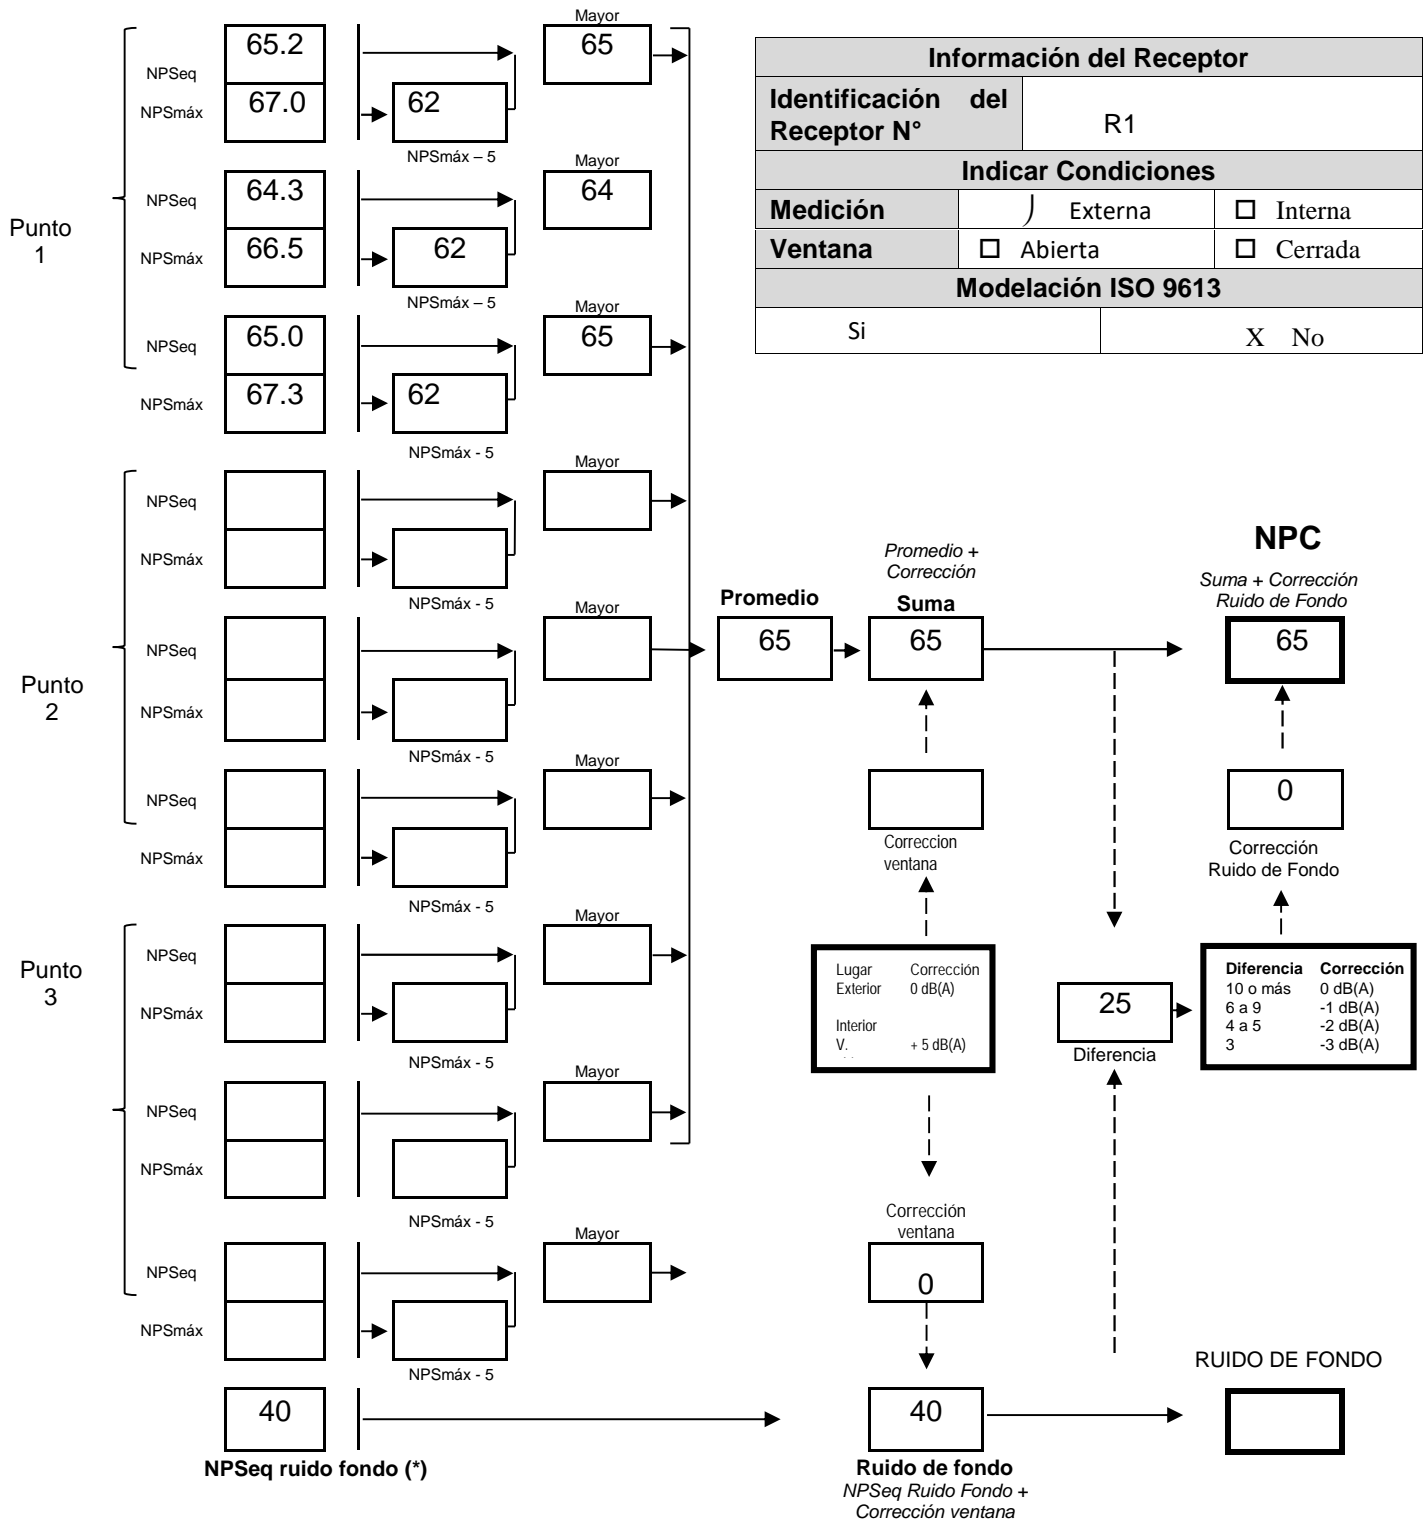 Información del Receptor
Identificación del
Receptor N°
R1
Indicar Condiciones
Medición
Externa
Interna
Ventana
Abierta
Cerrada
Modelación ISO 9613
Si
X No
Punto
1
NPSeq
65.2
NPSmáx
67.0
62
NPSmáx – 5
Mayor
65
NPSeq
64.3
NPSmáx
66.5
62
NPSmáx – 5
Mayor
64
NPSeq
65.0
NPSmáx
67.3
62
NPSmáx - 5
Mayor
65
Punto
2
NPSeq
NPSmáx
NPSmáx - 5
Mayor
NPSeq
NPSmáx
NPSmáx - 5
Mayor
NPSeq
NPSmáx
NPSmáx - 5
Mayor
Punto
3
NPSeq
NPSmáx
NPSmáx - 5
Mayor
NPSeq
NPSmáx
NPSmáx - 5
Mayor
NPSeq
NPSmáx
NPSmáx - 5
Mayor
40
NPSeq ruido fondo (*)
Promedio
65
Promedio +
Corrección
Suma
65
Correccion
ventana
Lugar Corrección
Exterior 0 dB(A)
Interior
V. + 5 dB(A)
Corrección
ventana
0
40
Ruido de fondo
NPSeq Ruido Fondo +
Corrección ventana
25
Diferencia
NPC
Suma + Corrección
Ruido de Fondo
65
0
Corrección
Ruido de Fondo
Diferencia Corrección
10 o más 0 dB(A)
6 a 9 -1 dB(A)
4 a 5 -2 dB(A)
3 -3 dB(A)
RUIDO DE FONDO